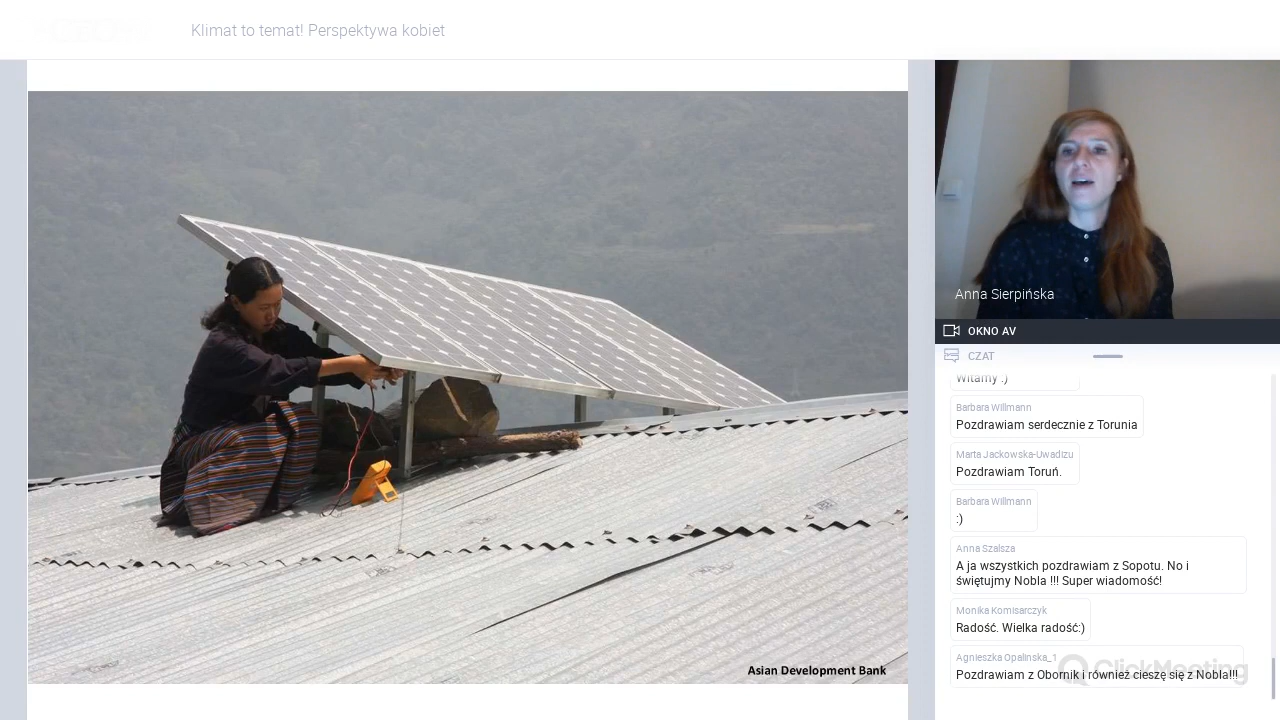 Klimat to temat! Perspektywa kobiet
Asian Development Bank
Anna Sierpińska
OKNO AV
CZAT
Witamy :)
Barbara Willmann
Pozdrawiam serdecznie z Torunia
Marta Jackowska-Uwadizu
Pozdrawiam Toruń.
Barbara Willmann
:)
Anna Szalsza
A ja wszystkich pozdrawiam z Sopotu. No i
świętujmy Nobla !!! Super wiadomość!
Monika Komisarczyk
Radość. Wielka radość:)
Agnieszka Opalinska_1
Pozdrawiam z Obornik i również cieszę się z Nobla!!!
ClickMeeting